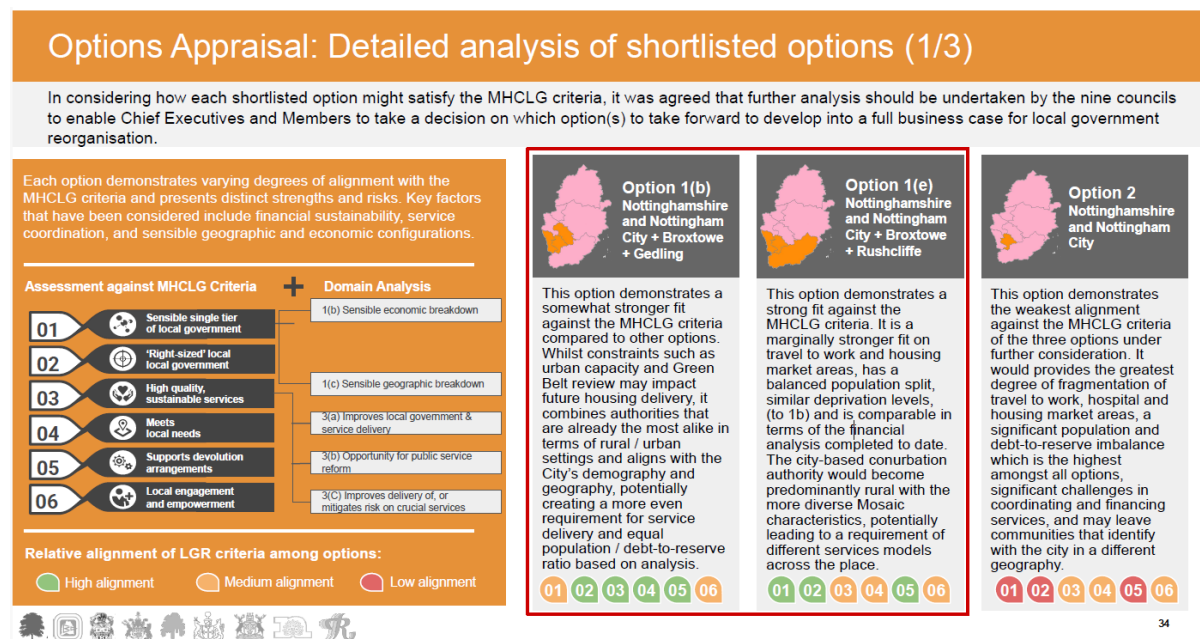 Options Appraisal: Detailed analysis of shortlisted options (1/3)
In considering how each shortlisted option might satisfy the MHCLG criteria, it was agreed that further analysis should be undertaken by the nine councils
to enable Chief Executives and Members to take a decision on which option(s) to take forward to develop into a full business case for local government
reorganisation.
Each option demonstrates varying degrees of alignment with the
MHCLG criteria and presents distinct strengths and risks. Key factors
that have been considered include financial sustainability, service
coordination, and sensible geographic and economic configurations.
Assessment against MHCLG Criteria
+
Domain Analysis
01
Sensible single tier
of local government
02
‘Right-sized’ local
local government
03
High quality,
sustainable services
04
Meets
local needs
05
Supports devolution
arrangements
06
Local engagement
and empowerment
1(b) Sensible economic breakdown
1(c) Sensible geographic breakdown
3(a) Improves local government &
service delivery
3(b) Opportunity for public service
reform
3(C) Improves delivery of, or
mitigates risk on crucial services
Relative alignment of LGR criteria among options:
High alignment
Medium alignment
Low alignment
Option 1(b)
Nottinghamshire
and Nottingham
City + Broxtowe
+ Gedling
This option demonstrates a
somewhat stronger fit
against the MHCLG criteria
compared to other options.
Whilst constraints such as
urban capacity and Green
Belt review may impact
future housing delivery, it
combines authorities that
are already the most alike in
terms of rural / urban
settings and aligns with the
City’s demography and
geography, potentially
creating a more even
requirement for service
delivery and equal
population / debt-to-reserve
ratio based on analysis.
01 02 03 04 05 06
Option 1(e)
Nottinghamshire
and Nottingham
City + Broxtowe
+ Rushcliffe
This option demonstrates a
strong fit against the
MHCLG criteria. It is a
marginally stronger fit on
travel to work and housing
market areas, has a
balanced population split,
similar deprivation levels,
(to 1b) and is comparable in
terms of the financial
analysis completed to date.
The city-based conurbation
authority would become
predominantly rural with the
more diverse Mosaic
characteristics, potentially
leading to a requirement of
different services models
across the place.
01 02 03 04 05 06
Option 2
Nottinghamshire
and Nottingham
City
This option demonstrates
the weakest alignment
against the MHCLG criteria
of the three options under
further consideration. It
would provides the greatest
degree of fragmentation of
travel to work, hospital and
housing market areas, a
significant population and
debt-to-reserve imbalance
which is the highest
amongst all options,
significant challenges in
coordinating and financing
services, and may leave
communities that identify
with the city in a different
geography.
01 02 03 04 05 06
34